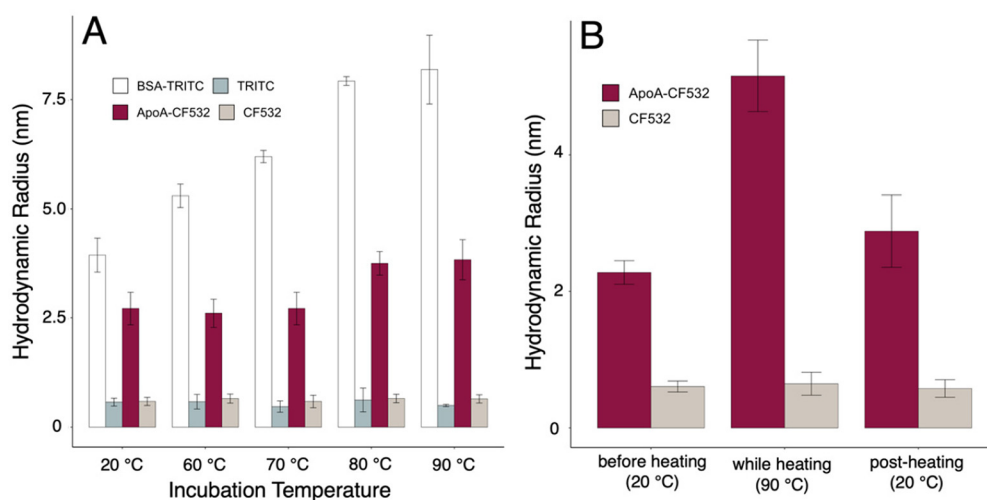 A
BSA-TRITC TRITC
ApoA-CF532 CF532
Hydrodynamic Radius (nm)
7.5
5.0
2.5
0
20 °C 60 °C 70 °C 80 °C 90 °C
Incubation Temperature
B
ApoA-CF532
CF532
Hydrodynamic Radius (nm)
4
2
0
before heating while heating post-heating
(20 °C) (90 °C) (20 °C)